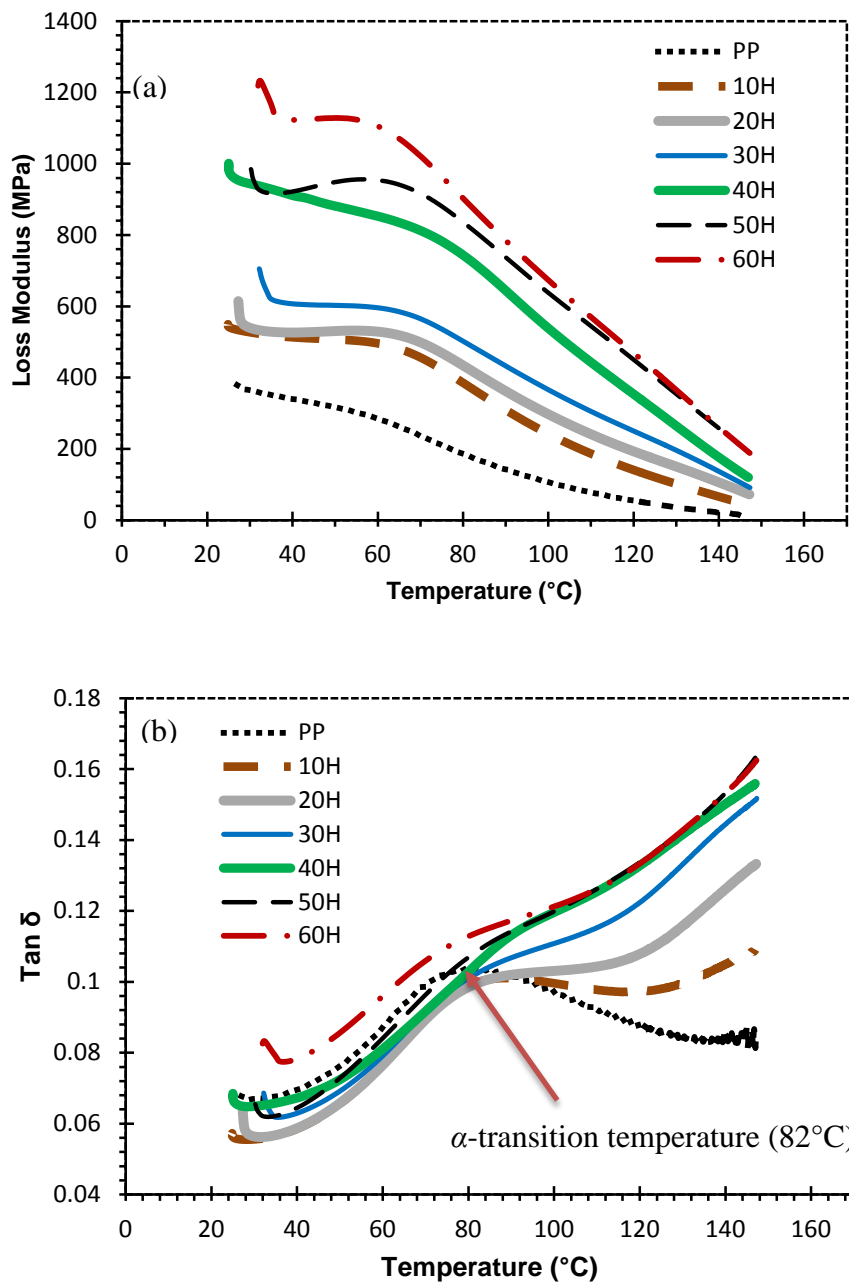 1400
1200
1000
800
600
400
200
0
Loss Modulus (MPa)
(a)
PP
10H
20H
30H
40H
50H
60H
0 20 40 60 80 100 120 140 160
Temperature (°C)
0.18
0.16
0.14
0.12
0.1
0.08
0.06
0.04
Tan δ
(b)
PP
10H
20H
30H
40H
50H
60H
α-transition temperature (82°C)
0 20 40 60 80 100 120 140 160
Temperature (°C)